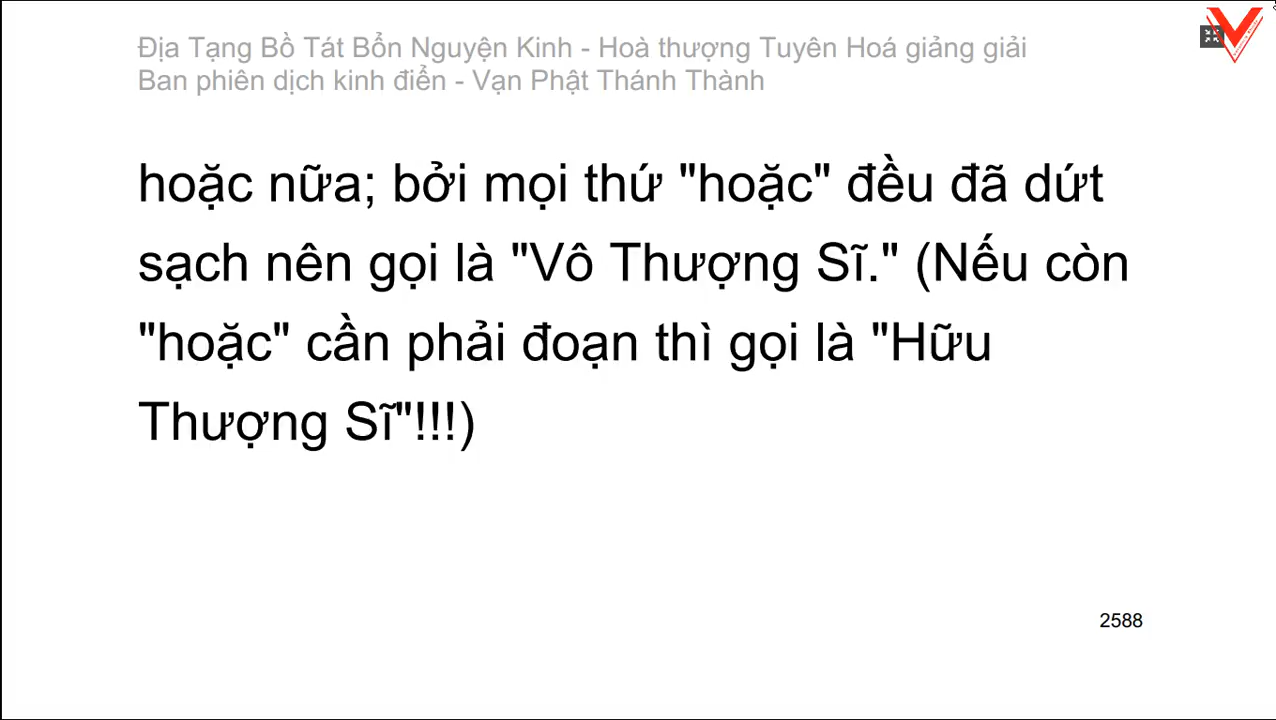 Địa Tạng Bồ Tát Bổn Nguyện Kinh - Hoà thượng Tuyên Hoá giảng giải
Ban phiên dịch kinh điển - Vạn Phật Thánh Thành
hoặc nữa; bởi mọi thứ "hoặc" đều đã dứt
sạch nên gọi là "Vô Thượng Sĩ." (Nếu còn
"hoặc" cần phải đoạn thì gọi là "Hữu
Thượng Sĩ"!!!)
2588